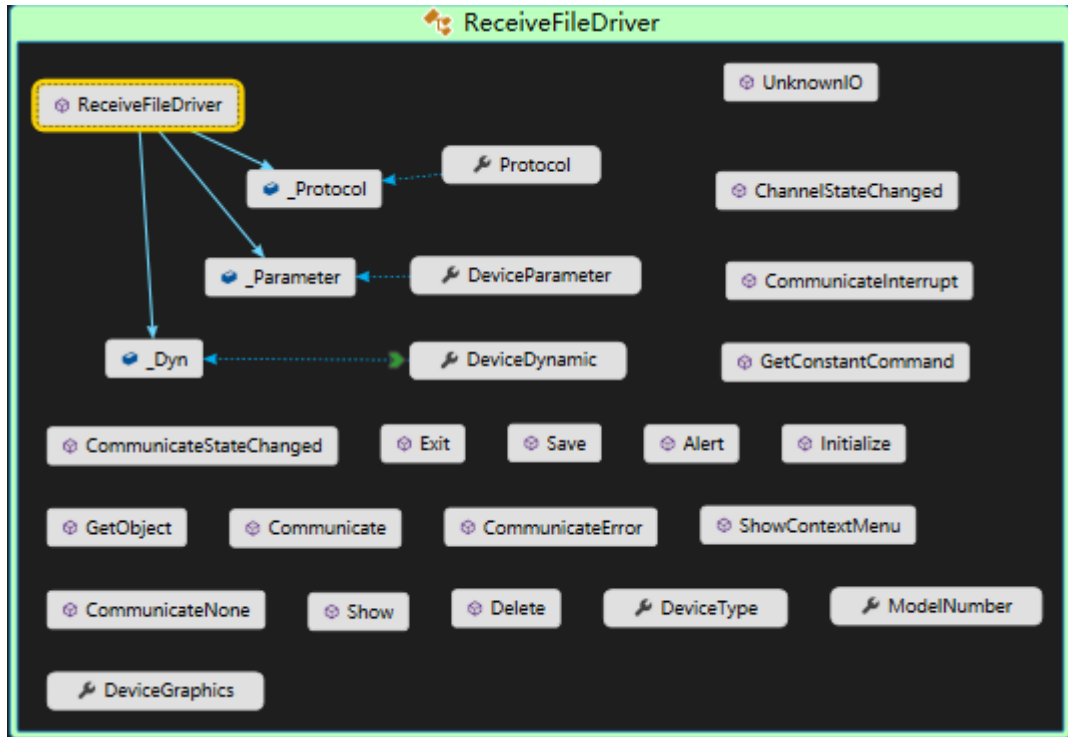 ReceiveFileDriver
ReceiveFileDriver
UnknownIO
_Protocol
Protocol
ChannelStateChanged
_Parameter
DeviceParameter
CommunicateInterrupt
_Dyn
DeviceDynamic
GetConstantCommand
CommunicateStateChanged
Exit
Save
Alert
Initialize
GetObject
Communicate
CommunicateError
ShowContextMenu
CommunicateNone
Show
Delete
DeviceType
ModelNumber
DeviceGraphics